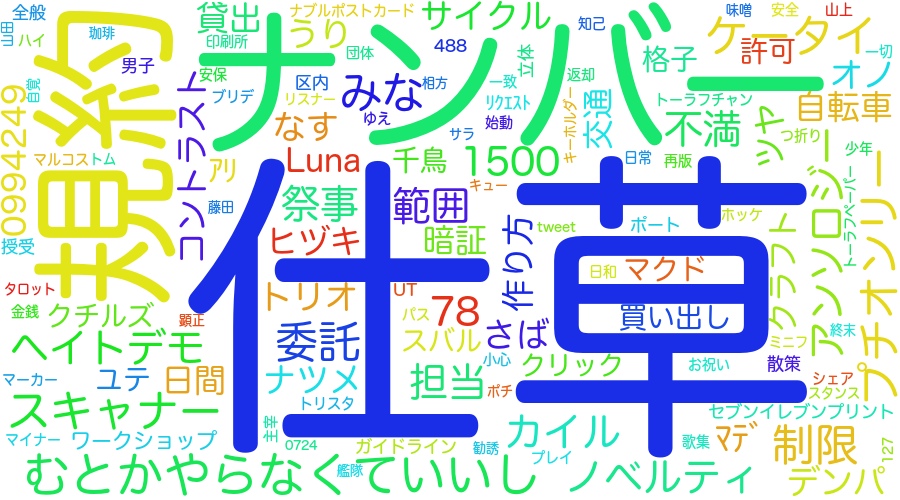 全般
貸出
ナブルポストカード
サイクル
味噌
安全
山上
山田
ハイ
珈琲
規約
印刷所
うり
団体
488
知己
ケータイ
男子
ナンバー
立体
格子
許可
一切
自覚
安保
ブリデ
区内
みな
相方
一致
返却
オノ
0994249
コントラスト
リスナー
ゆえ
リクエスト
キーホルダー
交通
トーラフチャン
自転車
なす
サラ
始動
不満
ツヤ
つ折り
マルコス
トム
アリ
Luna
千鳥
1500
日常
再版
アンソロジー
少年
授受
藤田
祭事
範囲
キュー
草
ホッケ
トーラフペーパー
プチオンリー
仕
ヒヅキ
暗証
作り方
tweet
ポート
クラフト
タロット
UT
日和
マクド
金銭
クチルズ
顕正
トリオ
パス
78
買い出し
ミニフ
終末
ヘイトデモ
委託
スバル
さば
小心
クリック
お祝い
散策
マーカー
ユテ
日間
ナツメ
担当
ポチ
シェア
スタンス
スキャナー
トリスタ
セブンイレブンプリント
マイナー
ワークショップ
主宰
0724
ガイドライン
勧誘
カイル
歌集
マデ
制限
127
むとかやらなくていいし
艦隊
プレイ
ノベルティ
デンパ